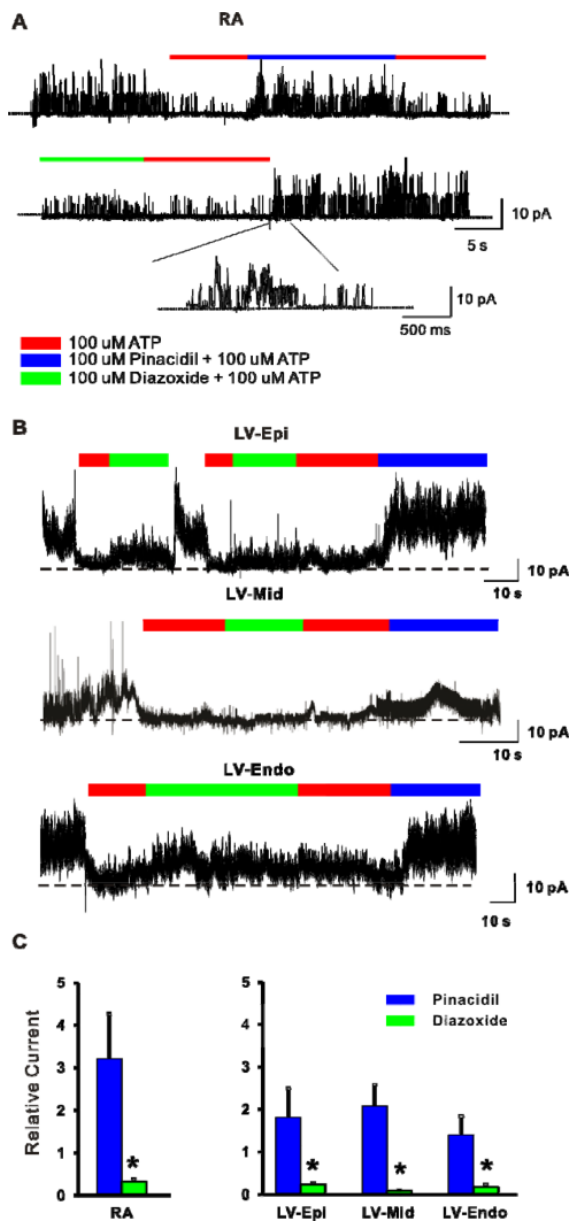 A
RA
10 pA
5 s
10 pA
500 ms
100 uM ATP
100 uM Pinacidil + 100 uM ATP
100 uM Diazoxide + 100 uM ATP
B
LV-Epi
10 pA
10 s
LV-Mid
10 pA
10 s
LV-Endo
10 pA
10 s
C
Relative Current
5
4
3
2
1
0
*
RA
5
4
3
2
1
0
Pinacidil
Diazoxide
* * *
LV-Epi LV-Mid LV-Endo